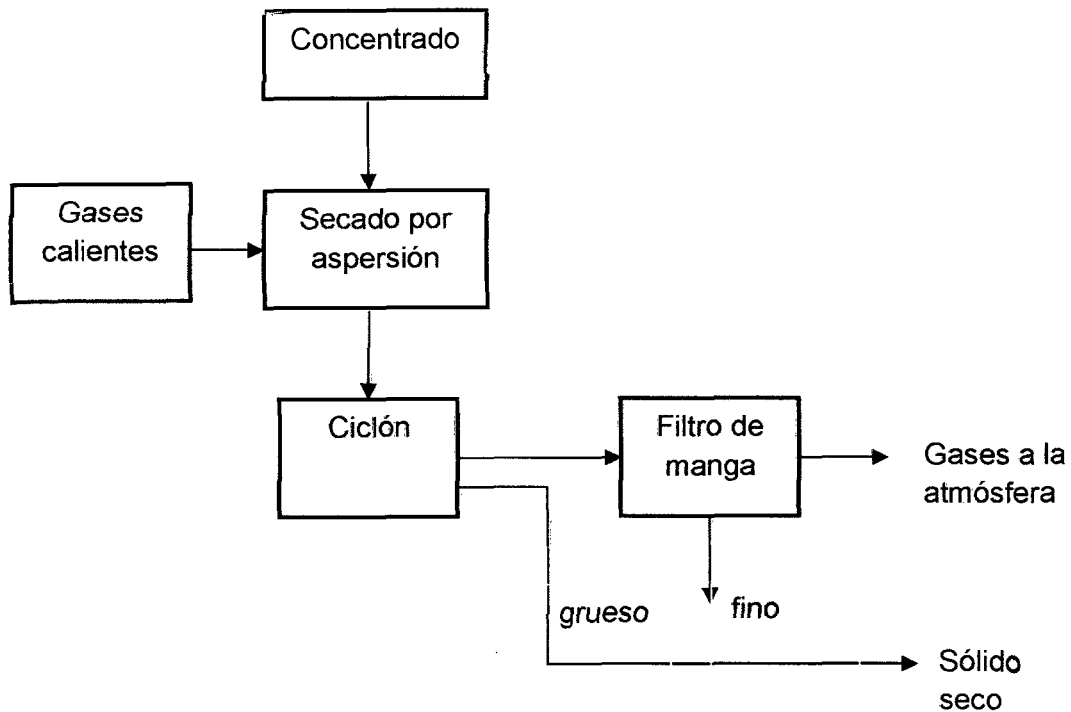 Concentrado
Gases
calientes
Secado por
aspersión
Ciclón
Filtro de
manga
Gases a la
atmósfera
grueso
fino
Sólido
seco